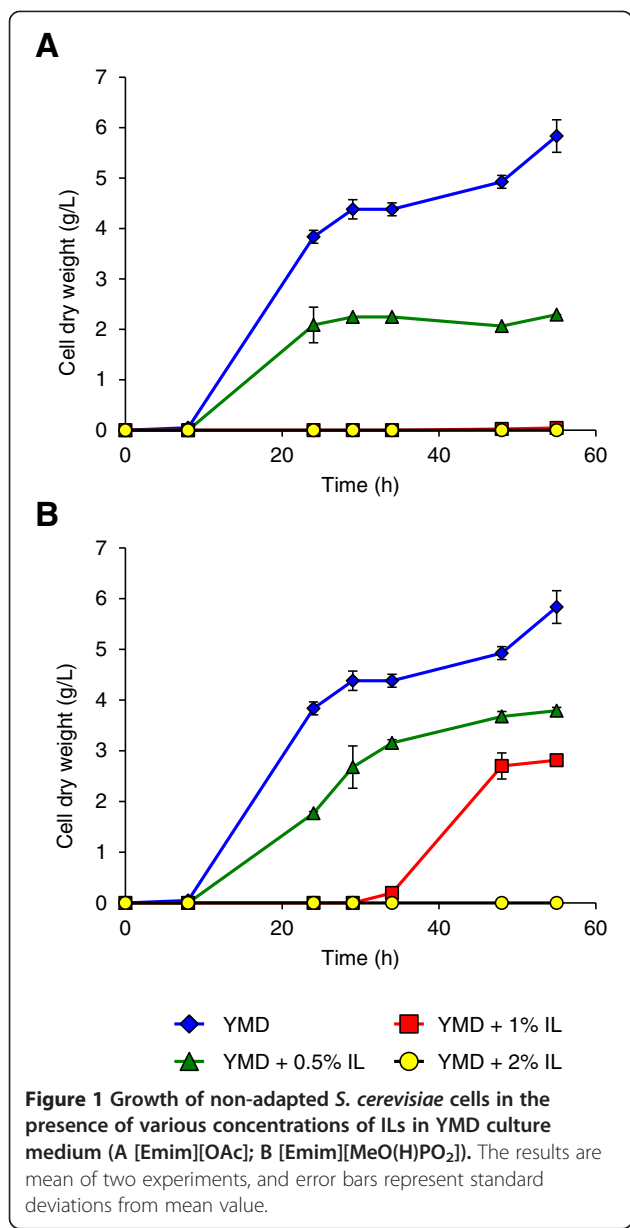 A
7
6
5
4
3
2
1
0
Cell dry weight (g/L)
0 20 40 60
Time (h)
B
7
6
5
4
3
2
1
0
Cell dry weight (g/L)
0 20 40 60
Time (h)
YMD YMD + 1% IL
YMD + 0.5% IL YMD + 2% IL
Figure 1 Growth of non-adapted S. cerevisiae cells in the
presence of various concentrations of ILs in YMD culture
medium (A [Emim][OAc]; B [Emim][MeO(H)PO₂]). The results are
mean of two experiments, and error bars represent standard
deviations from mean value.